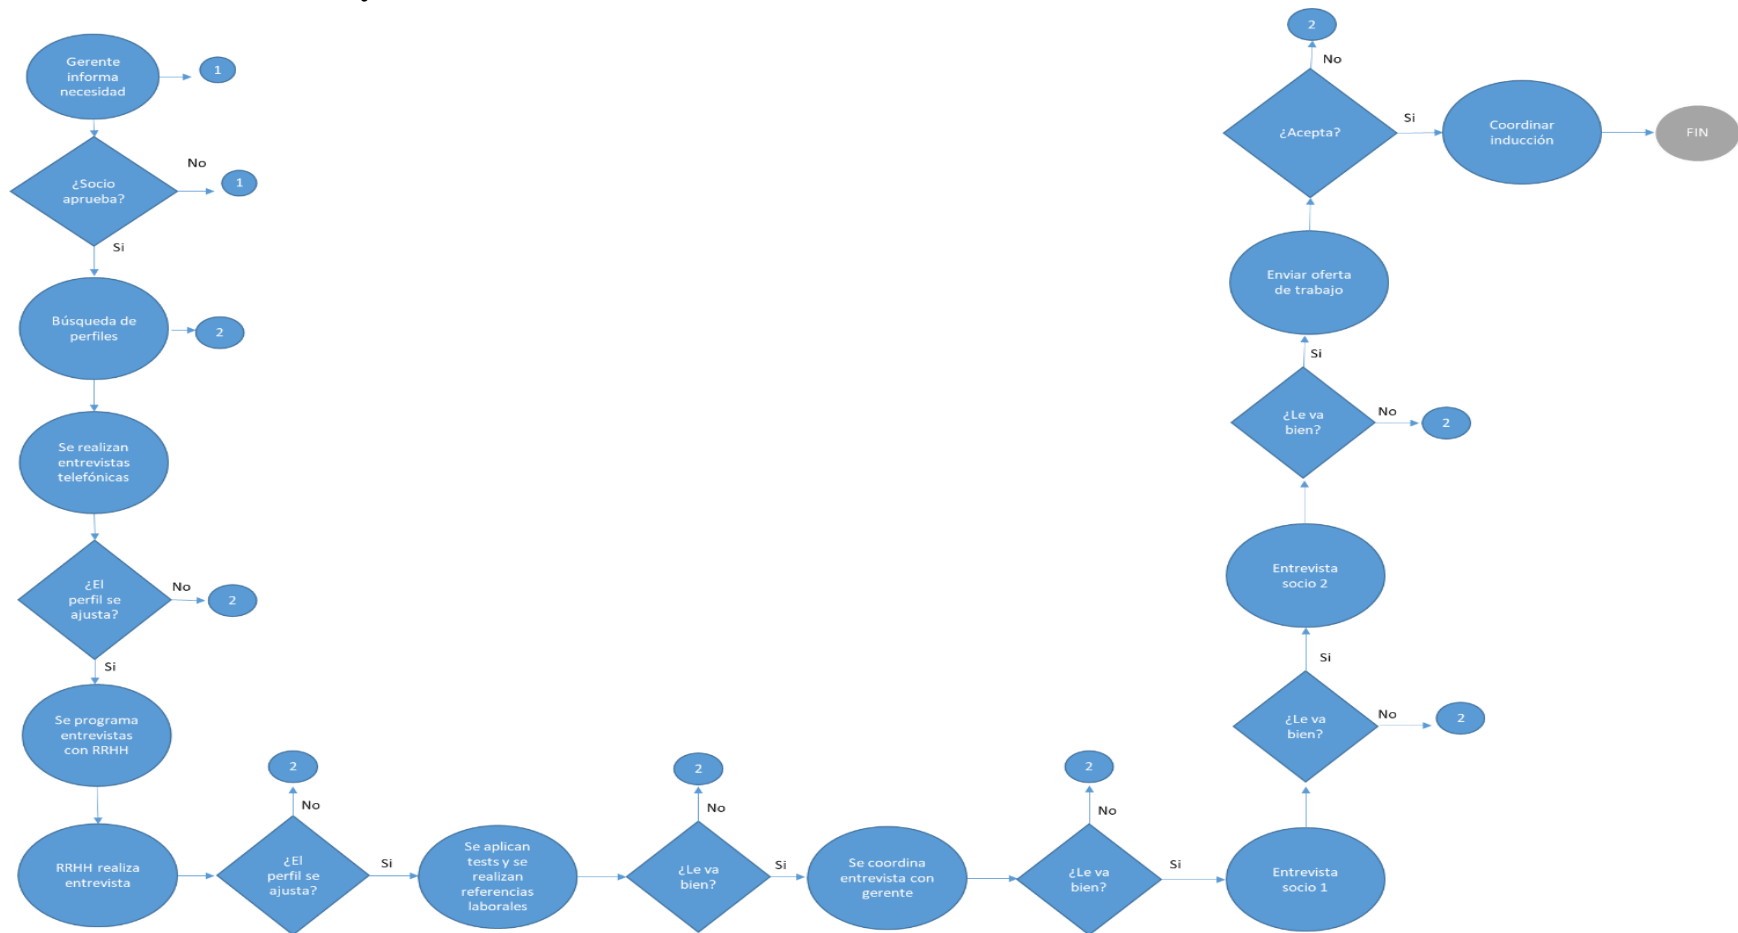 Gerente
informa
necesidad
1
¿Socio
aprueba?
No
1
Si
Búsqueda de
perfiles
2
Se realizan
entrevistas
telefónicas
¿El
perfil se
ajusta?
No
2
Si
Se programa
entrevistas
con RRHH
RRHH realiza
entrevista
¿El
perfil se
ajusta?
No
2
Si
Se aplican
tests y se
realizan
referencias
laborales
¿Le va
bien?
No
2
Si
Se coordina
entrevista con
gerente
¿Le va
bien?
No
2
Si
Entrevista
socio 1
¿Le va
bien?
No
2
Si
Entrevista
socio 2
¿Le va
bien?
No
2
Si
Enviar oferta
de trabajo
¿Acepta?
No
2
Si
Coordinar
inducción
FIN